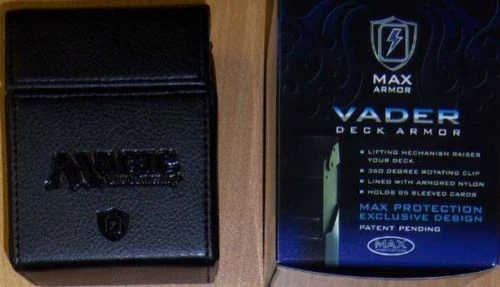 MAGIC
MAX
ARMOR
VADER
DECK ARMOR
LIFTING MECHANISM RAISES
YOUR DECK
360 DEGREE ROTATING CLIP
LINED WITH ARMORED NYLON
HOLDS 85 SLEEVED CARDS
MAX PROTECTION
EXCLUSIVE DESIGN
PATENT PENDING
MAX